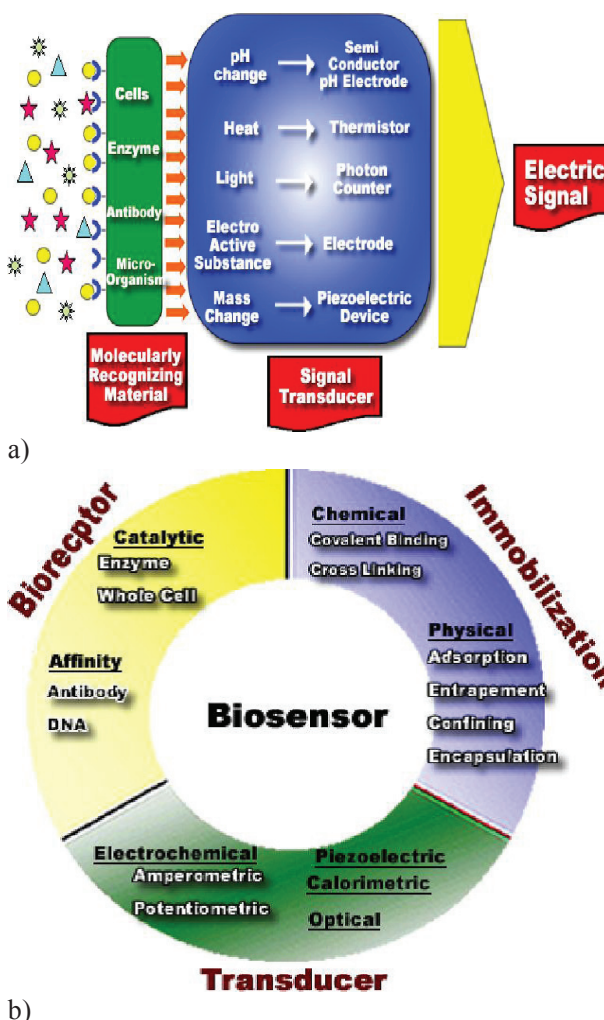 Cells
Enzyme
Antibody
Micro-
Organism
pH
change
Semi
Conductor
pH Electrode
Heat
Thermistor
Light
Photon
Counter
Electro
Active
Substance
Electrode
Mass
Change
Piezoelectric
Device
Electric
Signal
Molecularly
Recognizing
Material
Signal
Transducer
a)
Biorecptor
Catalytic
Enzyme
Whole Cell
Affinity
Antibody
DNA
Immobilization
Chemical
Covalent Binding
Cross Linking
Physical
Adsorption
Entrapement
Confining
Encapsulation
Biosensor
Electrochemical
Amperometric
Potentiometric
Piezoelectric
Calorimetric
Optical
Transducer
b)